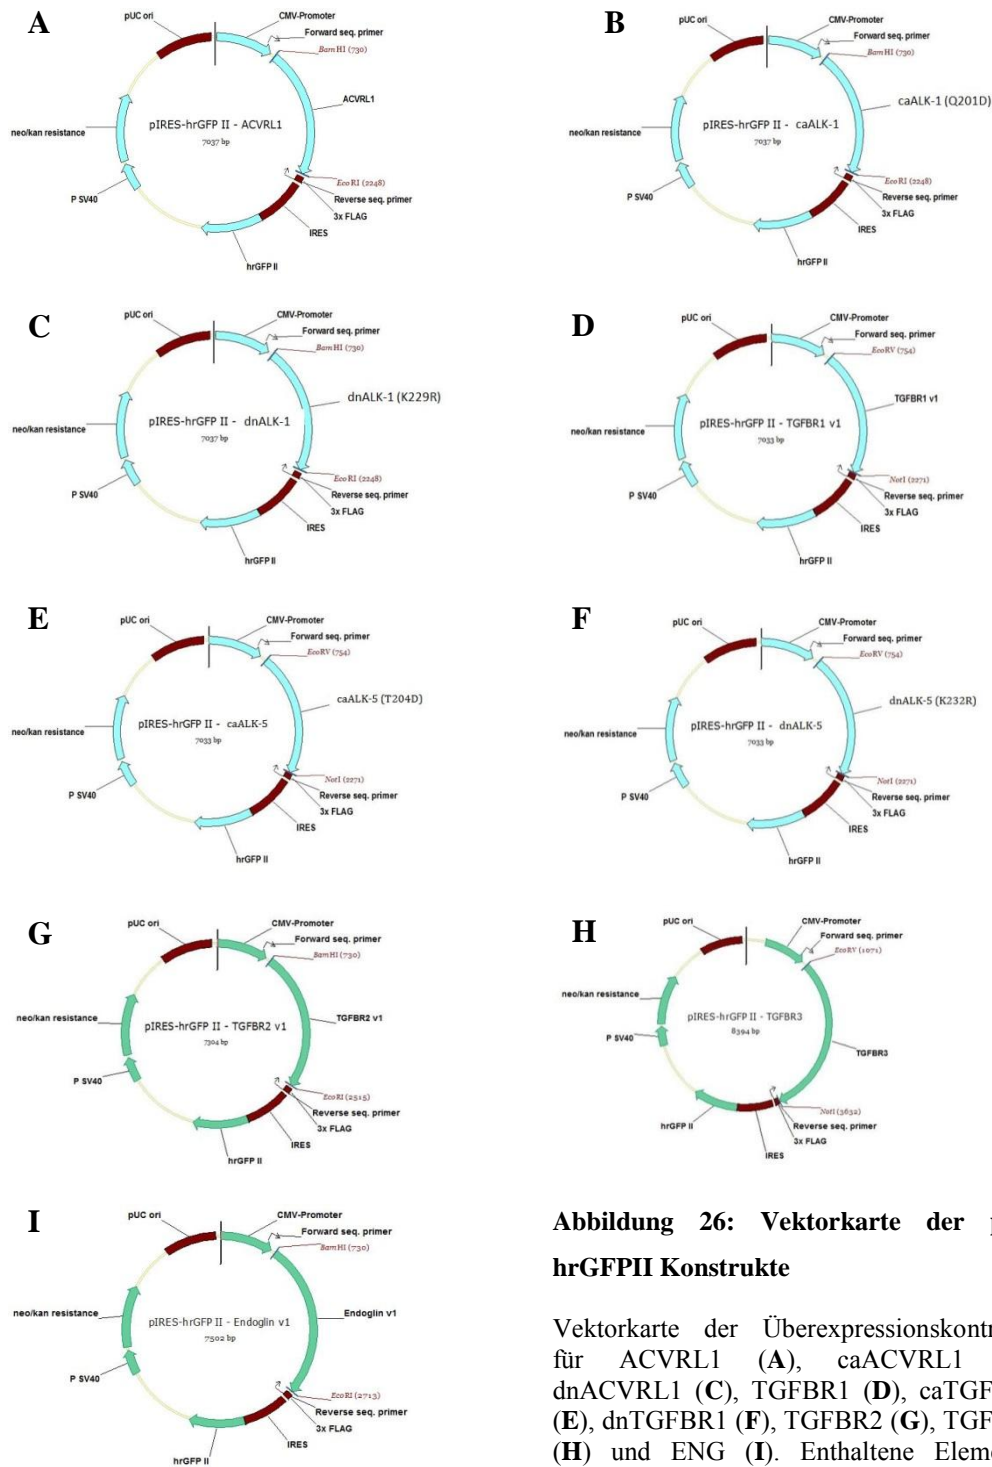 A
pUC ori
CMV-Promoter
Forward seq. primer
BamHI (730)
ACVRL1
pIRES-hrGFP II - ACVRL1
7037 bp
neo/kan resistance
P SV40
EcoRI (2248)
Reverse seq. primer
3x FLAG
IRES
hrGFP II
B
pUC ori
CMV-Promoter
Forward seq. primer
BamHI (730)
caALK-1 (Q201D)
pIRES-hrGFP II - caALK-1
7037 bp
neo/kan resistance
P SV40
EcoRI (2248)
Reverse seq. primer
3x FLAG
IRES
hrGFP II
C
pUC ori
CMV-Promoter
Forward seq. primer
BamHI (730)
dnALK-1 (K229R)
pIRES-hrGFP II - dnALK-1
7037 bp
neo/kan resistance
P SV40
EcoRI (2248)
Reverse seq. primer
3x FLAG
IRES
hrGFP II
D
pUC ori
CMV-Promoter
Forward seq. primer
EcoRV (754)
TGFBR1 v1
pIRES-hrGFP II - TGFBR1 v1
7033 bp
neo/kan resistance
P SV40
NotI (2271)
Reverse seq. primer
3x FLAG
IRES
hrGFP II
E
pUC ori
CMV-Promoter
Forward seq. primer
EcoRV (754)
caALK-5 (T204D)
pIRES-hrGFP II - caALK-5
7033 bp
neo/kan resistance
P SV40
NotI (2271)
Reverse seq. primer
3x FLAG
IRES
hrGFP II
F
pUC ori
CMV-Promoter
Forward seq. primer
EcoRV (754)
dnALK-5 (K232R)
pIRES-hrGFP II - dnALK-5
7033 bp
neo/kan resistance
P SV40
NotI (2271)
Reverse seq. primer
3x FLAG
IRES
hrGFP II
G
pUC ori
CMV-Promoter
Forward seq. primer
BamHI (730)
TGFBR2 v1
pIRES-hrGFP II - TGFBR2 v1
7304 bp
neo/kan resistance
P SV40
EcoRI (2515)
Reverse seq. primer
3x FLAG
IRES
hrGFP II
H
pUC ori
CMV-Promoter
Forward seq. primer
EcoRV (1071)
neo/kan resistance
pIRES-hrGFP II - TGFBR3
8394 bp
P SV40
TGFBR3
NotI (3632)
Reverse seq. primer
3x FLAG
IRES
hrGFP II
I
pUC ori
CMV-Promoter
Forward seq. primer
BamHI (730)
Endoglin v1
pIRES-hrGFP II - Endoglin v1
7502 bp
neo/kan resistance
P SV40
EcoRI (2713)
Reverse seq. primer
3x FLAG
IRES
hrGFP II
Abbildung 26: Vektorkarte der
hrGFPII Konstrukte
Vektorkarte der Überexpressionskontr
für ACVRL1 (A), caACVRL1
dnACVRL1 (C), TGFBR1 (D), caTGF
(E), dnTGFBR1 (F), TGFBR2 (G), TGF
(H) und ENG (I). Enthaltene Elem